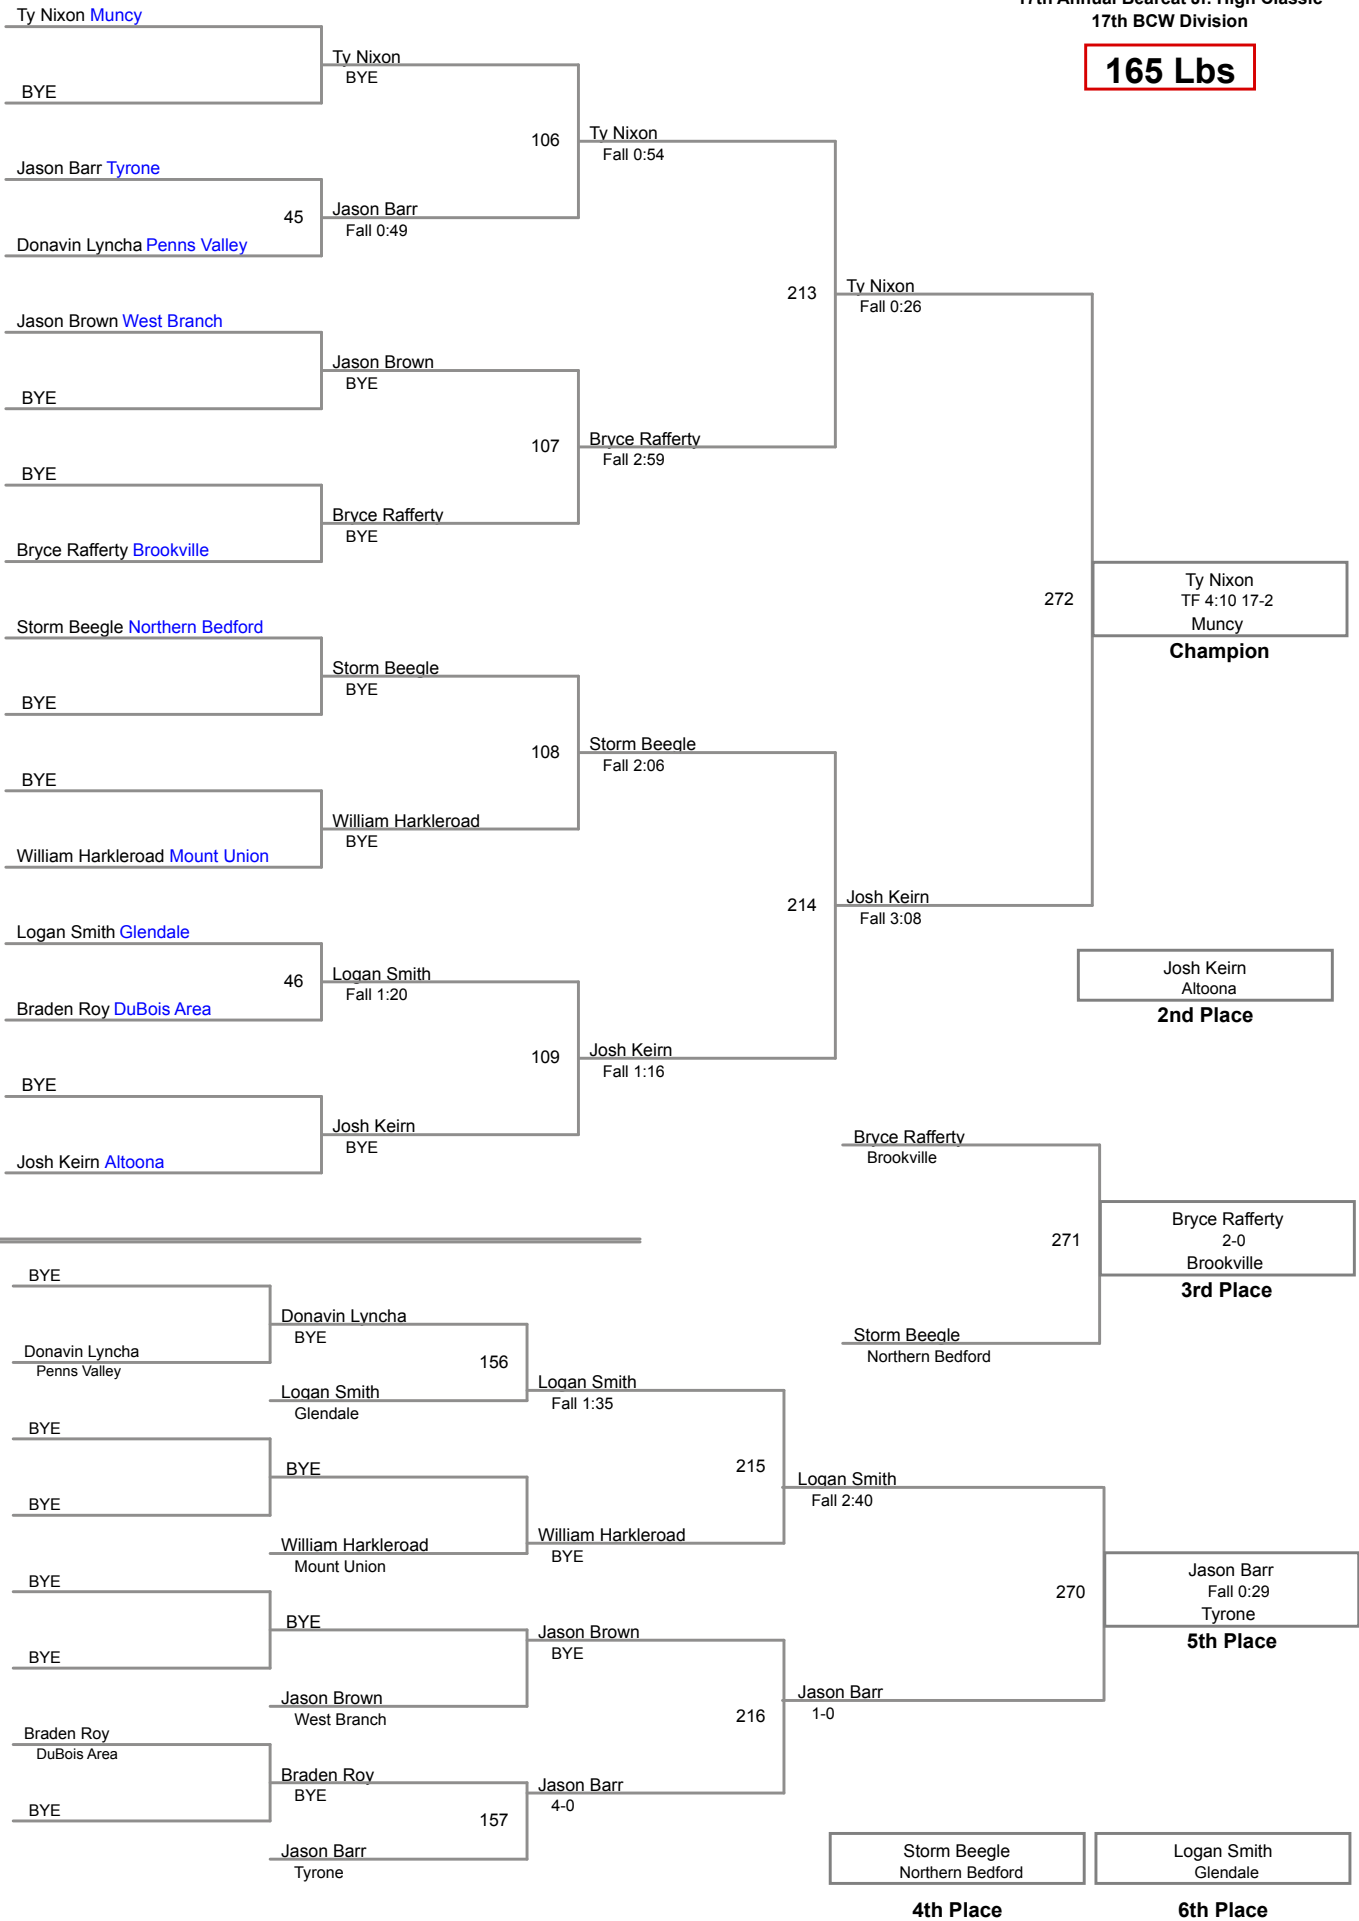 17th Annual Bearcat Jr. High Classic
17th BCW Division
165 Lbs
Ty Nixon Muncy
BYE
Jason Barr Tyrone
45
Donavin Lyncha Penns Valley
Jason Brown West Branch
BYE
BYE
Bryce Rafferty Brookville
Storm Beegle Northern Bedford
BYE
BYE
William Harkleroad Mount Union
Logan Smith Glendale
46
Braden Roy DuBois Area
BYE
Josh Keirn Altoona
Ty Nixon
BYE
106
Jason Barr
Fall 0:49
Jason Brown
BYE
107
Bryce Rafferty
BYE
Storm Beegle
BYE
108
William Harkleroad
BYE
Logan Smith
Fall 1:20
109
Josh Keirn
BYE
Ty Nixon
Fall 0:54
213
Bryce Rafferty
Fall 2:59
Storm Beegle
Fall 2:06
214
Josh Keirn
Fall 1:16
Ty Nixon
Fall 0:26
272
Josh Keirn
Fall 3:08
Ty Nixon
TF 4:10 17-2
Muncy
Champion
Josh Keirn
Altoona
2nd Place
Bryce Rafferty
Brookville
271
Storm Beegle
Northern Bedford
Bryce Rafferty
2-0
Brookville
3rd Place
BYE
Donavin Lyncha
Penns Valley
BYE
BYE
BYE
BYE
Braden Roy
DuBois Area
BYE
Donavin Lyncha
BYE
156
Logan Smith
Glendale
BYE
William Harkleroad
Mount Union
BYE
Jason Brown
West Branch
Braden Roy
BYE
157
Jason Barr
Tyrone
Logan Smith
Fall 1:35
215
William Harkleroad
BYE
Jason Brown
BYE
216
Jason Barr
4-0
Logan Smith
Fall 2:40
270
Jason Barr
1-0
Jason Barr
Fall 0:29
Tyrone
5th Place
Storm Beegle
Northern Bedford
4th Place
Logan Smith
Glendale
6th Place